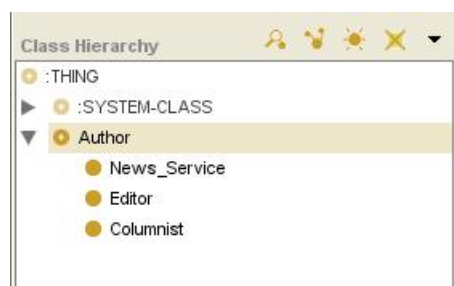 Class Hierarchy
:THING
:SYSTEM-CLASS
Author
News_Service
Editor
Columnist